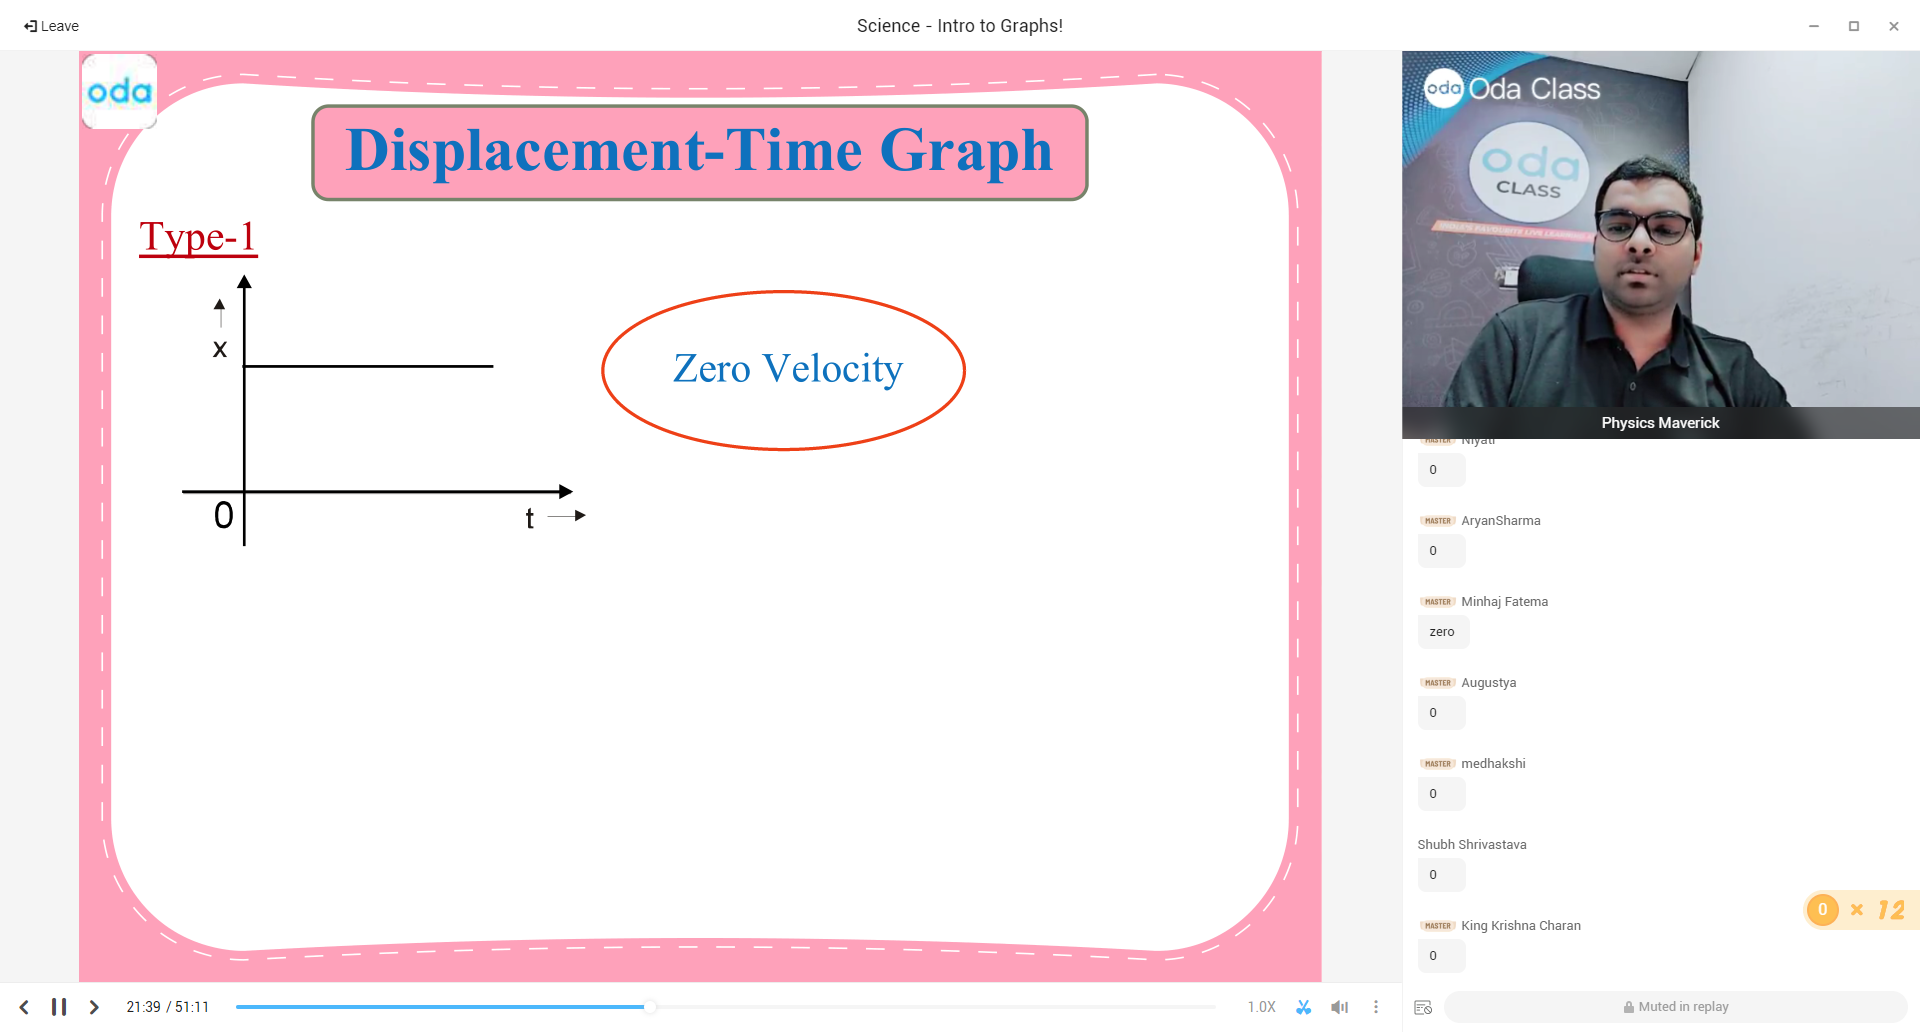 Leave
Science - Intro to Graphs!
oda
Displacement-Time Graph
Type-1
x
Zero Velocity
0
t
oda Oda Class
oda
CLASS
Physics Maverick
MASTER Niyati
0
MASTER AryanSharma
0
MASTER Minhaj Fatema
zero
MASTER Augustya
0
MASTER medhakshi
0
Shubh Shrivastava
0
MASTER King Krishna Charan
0
0 × 12
21:39 / 51:11
1.0X
Muted in replay